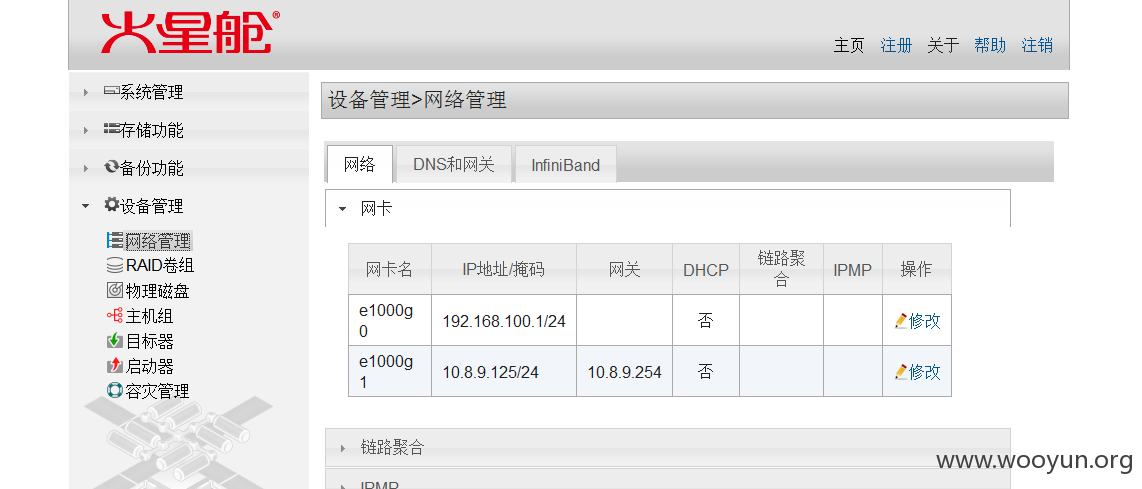 火星舱®
主页 注册 关于 帮助 注销
系统管理
存储功能
备份功能
设备管理
网络管理
RAID卷组
物理磁盘
主机组
目标器
启动器
容灾管理
设备管理>网络管理
网络 DNS和网关 InfiniBand
网卡
网卡名 IP地址/掩码 网关 DHCP 链路聚合 IPMP 操作
e1000g0 192.168.100.1/24 否 修改
e1000g1 10.8.9.125/24 10.8.9.254 否 修改
链路聚合
IPMP
www.wooyun.org